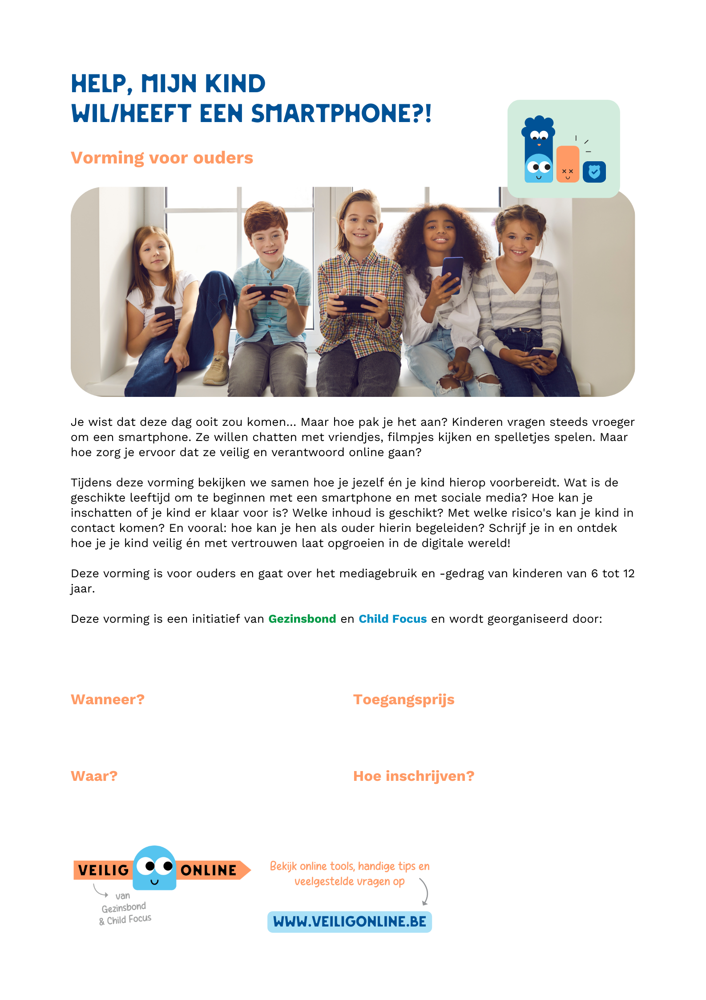 HELP, MIJN KIND
WIL/HEEFT EEN SMARTPHONE?!
Vorming voor ouders
Je wist dat deze dag ooit zou komen... Maar hoe pak je het aan? Kinderen vragen steeds vroeger
om een smartphone. Ze willen chatten met vriendjes, filmpjes kijken en spelletjes spelen. Maar
hoe zorg je ervoor dat ze veilig en verantwoord online gaan?
Tijdens deze vorming bekijken we samen hoe je jezelf én je kind hierop voorbereidt. Wat is de
geschikte leeftijd om te beginnen met een smartphone en met sociale media? Hoe kan je
inschatten of je kind er klaar voor is? Welke inhoud is geschikt? Met welke risico's kan je kind in
contact komen? En vooral: hoe kan je hen als ouder hierin begeleiden? Schrijf je in en ontdek
hoe je je kind veilig én met vertrouwen laat opgroeien in de digitale wereld!
Deze vorming is voor ouders en gaat over het mediagebruik en -gedrag van kinderen van 6 tot 12
jaar.
Deze vorming is een initiatief van Gezinsbond en Child Focus en wordt georganiseerd door:
Wanneer?
Toegangsprijs
Waar?
Hoe inschrijven?
VEILIG ONLINE
van
Gezinsbond
& Child Focus
Bekijk online tools, handige tips en
veelgestelde vragen op
WWW.VEILIGONLINE.BE